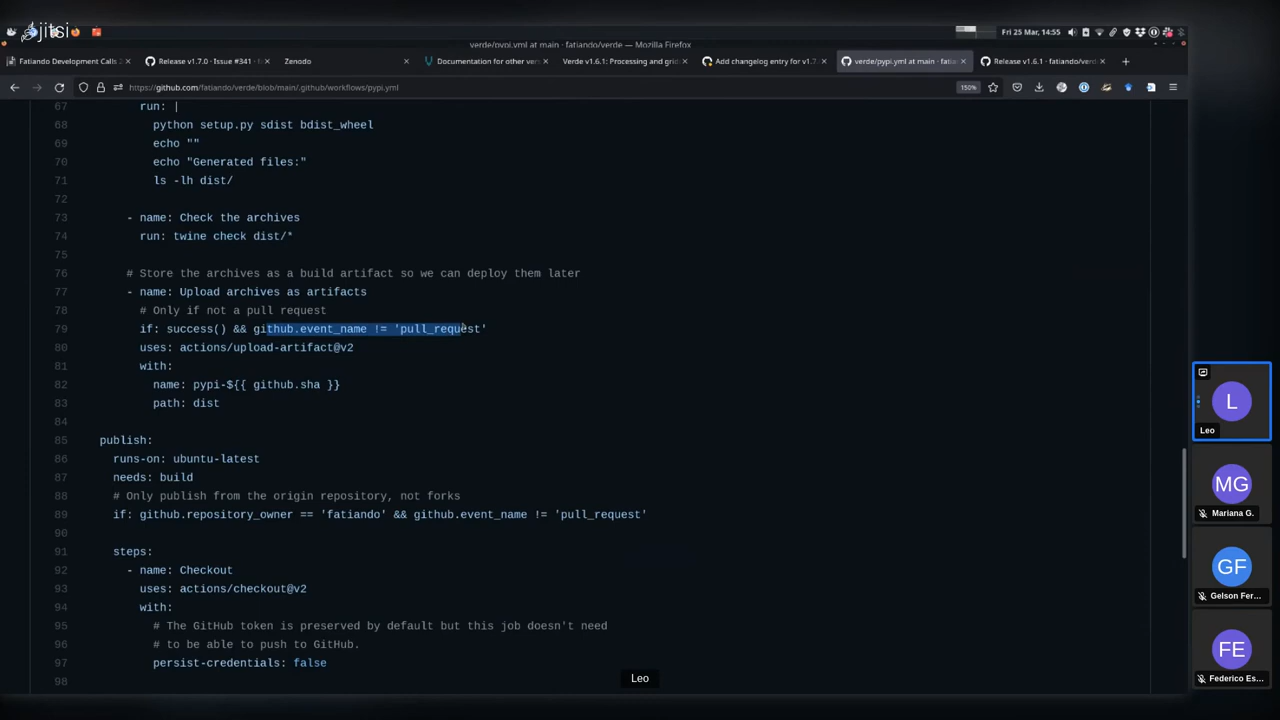 jitsi
Fri 25 Mar, 14:55
verde/pypi.yml at main · fatiando/verde — Mozilla Firefox
Fatiando Development Calls 2
Release v1.7.0 · Issue #341 · f
Zenodo
Documentation for other ver
Verde v1.6.1: Processing and grid
Add changelog entry for v1.7.
verde/pypi.yml at main · fatia
Release v1.6.1 · fatiando/verd
https://github.com/fatiando/verde/blob/main/.github/workflows/pypi.yml
150%
67 run: |
68 python setup.py sdist bdist_wheel
69 echo ""
70 echo "Generated files:"
71 ls -lh dist/
72
73 - name: Check the archives
74 run: twine check dist/*
75
76 # Store the archives as a build artifact so we can deploy them later
77 - name: Upload archives as artifacts
78 # Only if not a pull request
79 if: success() && github.event_name != 'pull_request'
80 uses: actions/upload-artifact@v2
81 with:
82 name: pypi-${{ github.sha }}
83 path: dist
84
85 publish:
86 runs-on: ubuntu-latest
87 needs: build
88 # Only publish from the origin repository, not forks
89 if: github.repository_owner == 'fatiando' && github.event_name != 'pull_request'
90
91 steps:
92 - name: Checkout
93 uses: actions/checkout@v2
94 with:
95 # The GitHub token is preserved by default but this job doesn't need
96 # to be able to push to GitHub.
97 persist-credentials: false
98
L
Leo
MG
Mariana G.
GF
Gelson Fer...
FE
Federico Es...
Leo